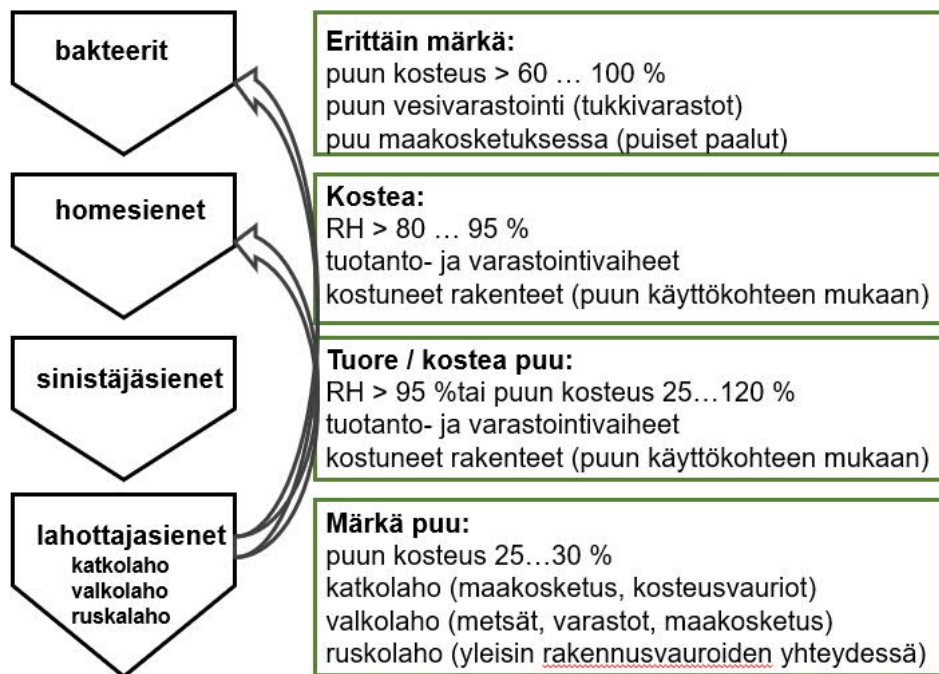 bakteerit
Erittäin märkä:
puun kosteus > 60 … 100 %
puun vesivarastointi (tukkivarastot)
puu maakosketuksessa (puiset paalut)
homesienet
Kostea:
RH > 80 … 95 %
tuotanto- ja varastointivaiheet
kostuneet rakenteet (puun käyttökohteen mukaan)
sinistäjäsienet
Tuore / kostea puu:
RH > 95 %tai puun kosteus 25…120 %
tuotanto- ja varastointivaiheet
kostuneet rakenteet (puun käyttökohteen mukaan)
lahottajasienet
katkolaho
valkolaho
ruskalaho
Märkä puu:
puun kosteus 25…30 %
katkolaho (maakosketus, kosteusvauriot)
valkolaho (metsät, varastot, maakosketus)
ruskolaho (yleisin rakennusvauroiden yhteydessä)